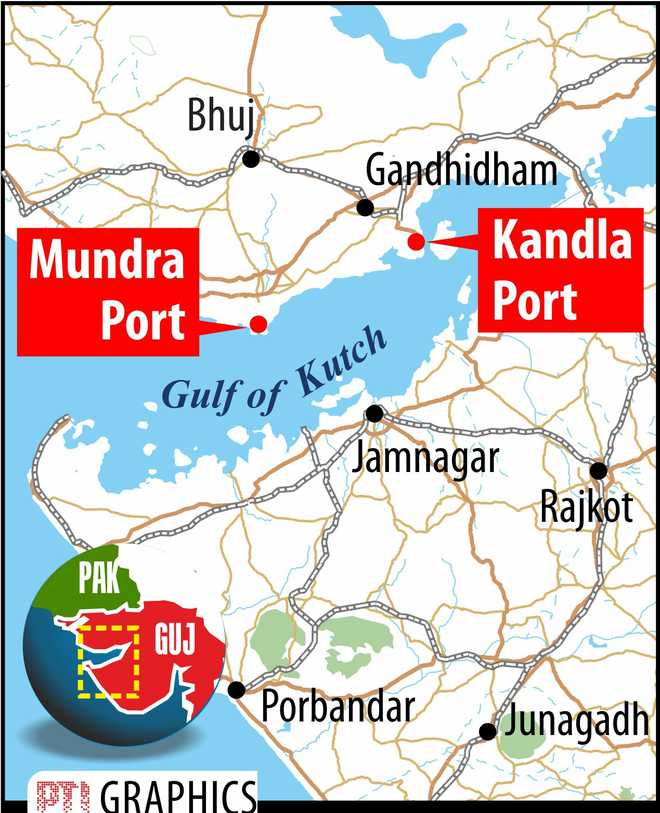 Bhuj
Gandhidham
Mundra
Port
Kandla
Port
Gulf of Kutch
Jamnagar
Rajkot
PAK
GUJ
Porbandar
Junagadh
PTI GRAPHICS